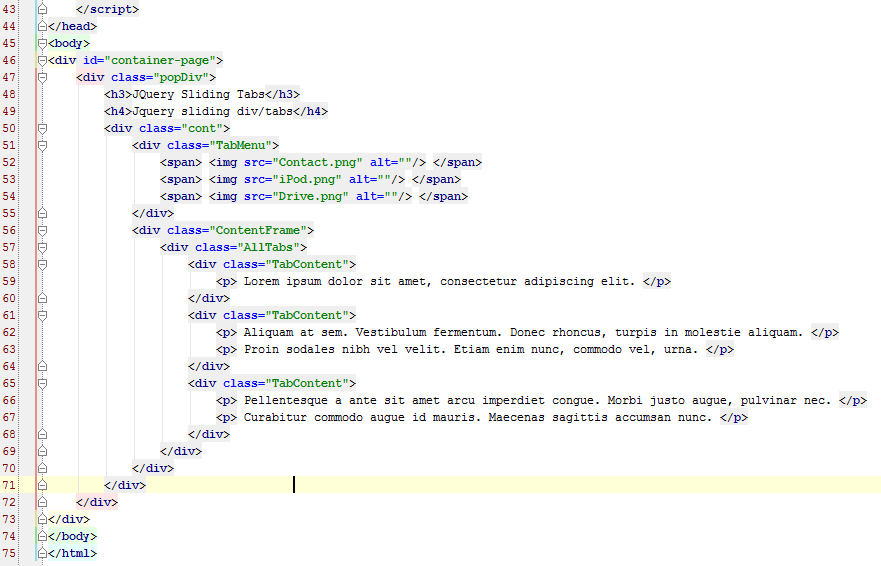 43 </script>
44 </head>
45 <body>
46 <div id="container-page">
47 <div class="popDiv">
48 <h3>JQuery Sliding Tabs</h3>
49 <h4>Jquery sliding div/tabs</h4>
50 <div class="cont">
51 <div class="TabMenu">
52 <span> <img src="Contact.png" alt=""/> </span>
53 <span> <img src="iPod.png" alt=""/> </span>
54 <span> <img src="Drive.png" alt=""/> </span>
55 </div>
56 <div class="ContentFrame">
57 <div class="AllTabs">
58 <div class="TabContent">
59 <p> Lorem ipsum dolor sit amet, consectetur adipiscing elit. </p>
60 </div>
61 <div class="TabContent">
62 <p> Aliquam at sem. Vestibulum fermentum. Donec rhoncus, turpis in molestie aliquam. </p>
63 <p> Proin sodales nibh vel velit. Etiam enim nunc, commodo vel, urna. </p>
64 </div>
65 <div class="TabContent">
66 <p> Pellentesque a ante sit amet arcu imperdiet congue. Morbi justo augue, pulvinar nec. </p>
67 <p> Curabitur commodo augue id mauris. Maecenas sagittis accumsan nunc. </p>
68 </div>
69 </div>
70 </div>
71 </div>
72 </div>
73 </div>
74 </body>
75 </html>